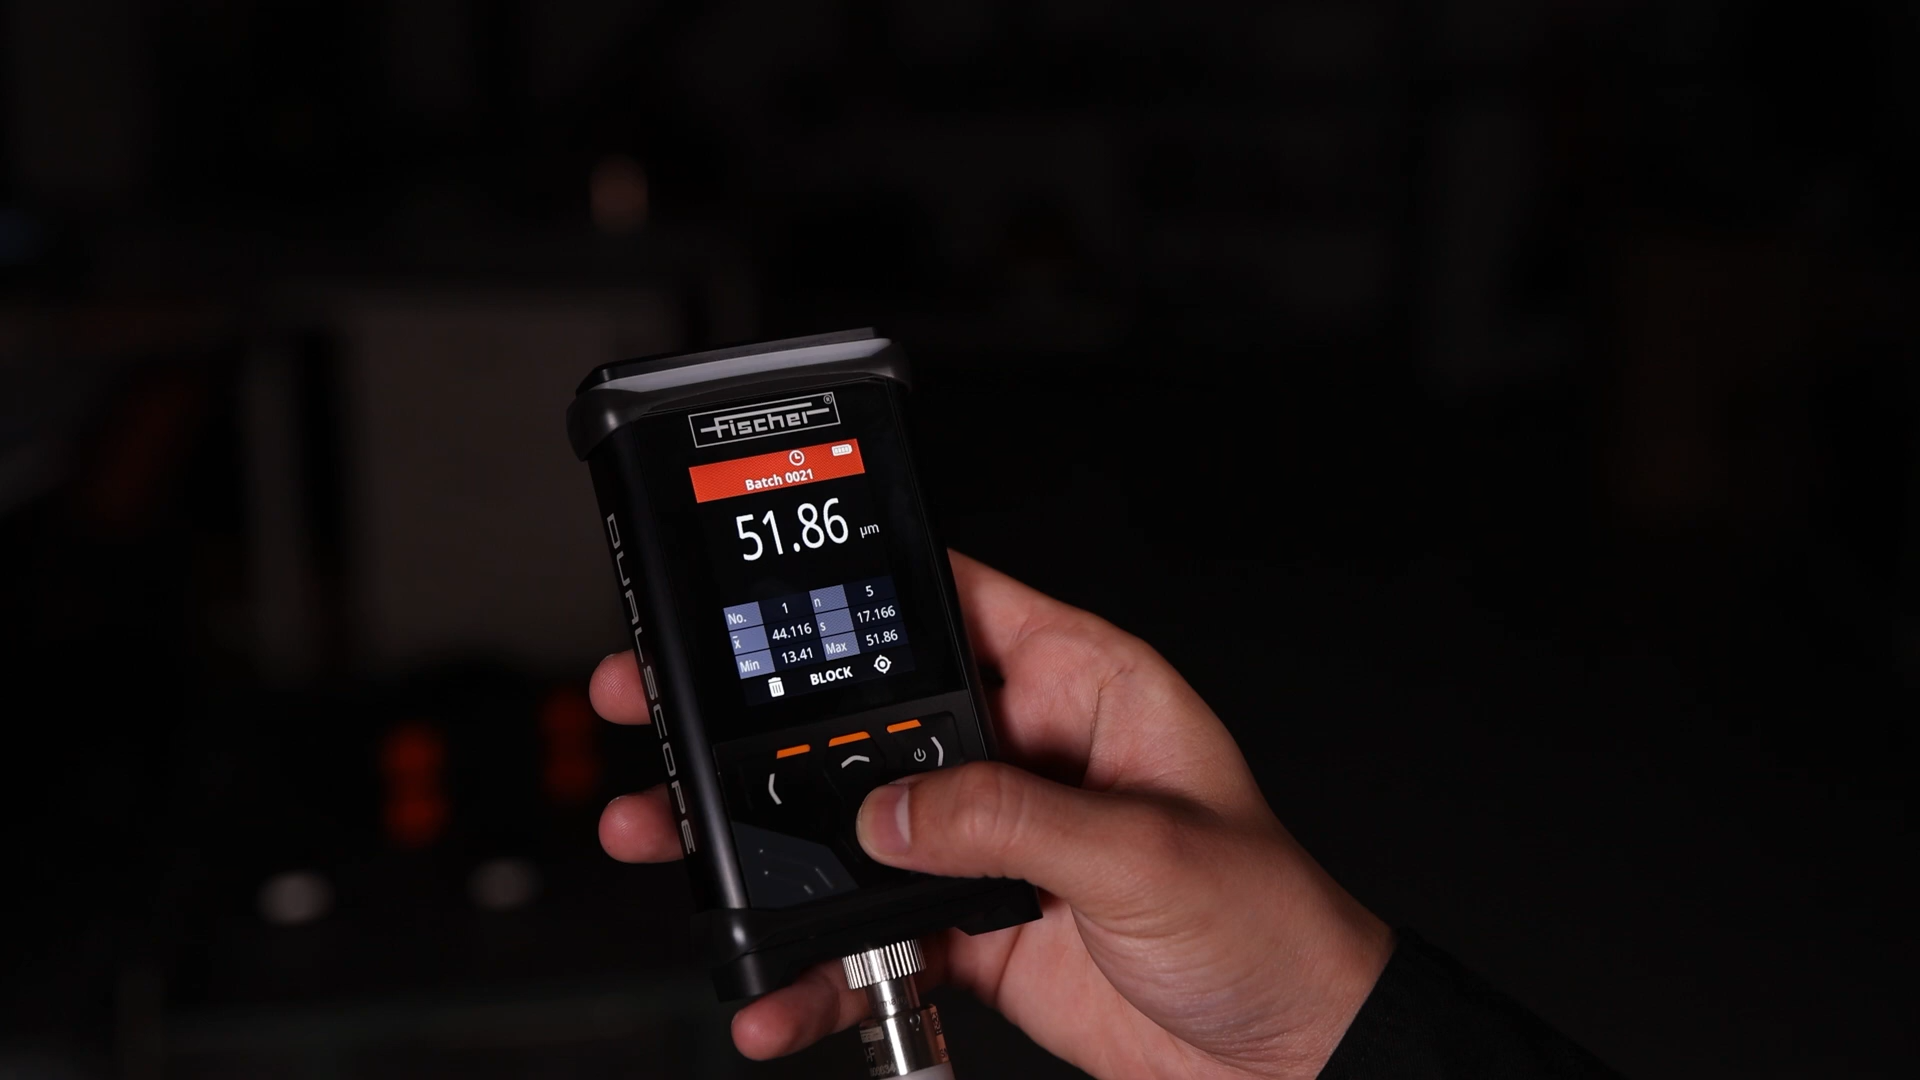 Fischer®
Batch 0021
51.86 µm
No. 1 n 5
x̄ 44.116 s 17.166
Min 13.41 Max 51.86
BLOCK
DUALSCOPE